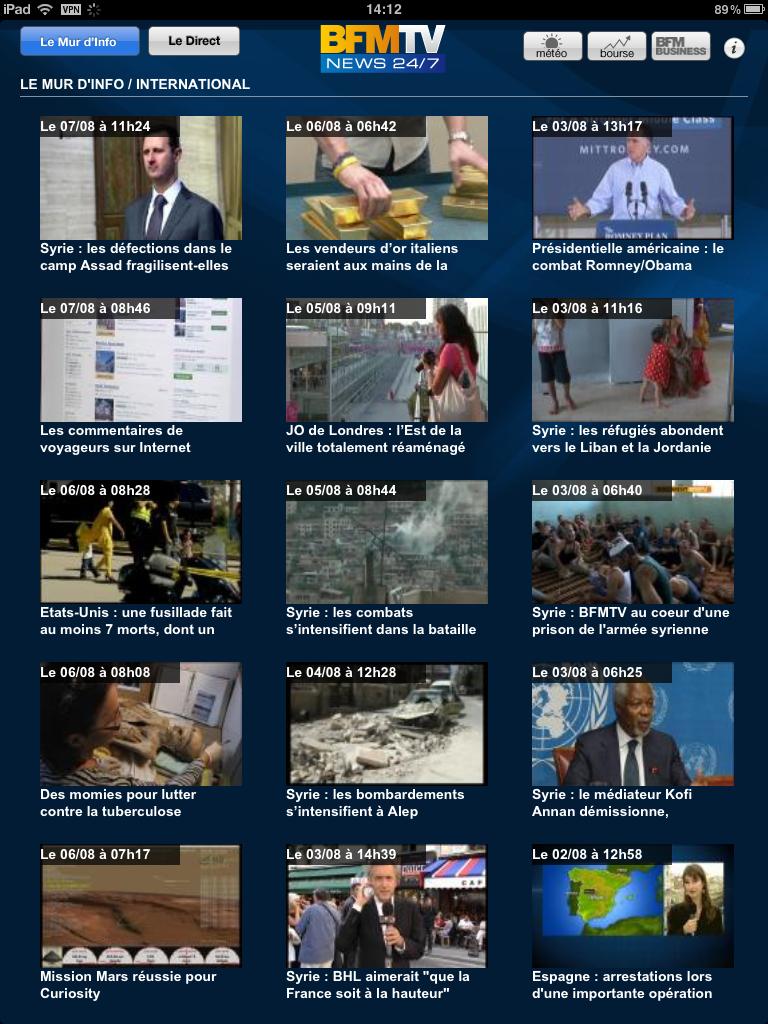 iPad VPN 14:12 89%
Le Mur d'Info Le Direct BFMTV NEWS 24/7 météo bourse BFM BUSINESS i
LE MUR D'INFO / INTERNATIONAL
Le 07/08 à 11h24
Syrie : les défections dans le
camp Assad fragilisent-elles
Le 06/08 à 06h42
Les vendeurs d’or italiens
seraient aux mains de la
Le 03/08 à 13h17
Présidentielle américaine : le
combat Romney/Obama
Le 07/08 à 08h46
Les commentaires de
voyageurs sur Internet
Le 05/08 à 09h11
JO de Londres : l’Est de la
ville totalement réaménagé
Le 03/08 à 11h16
Syrie : les réfugiés abondent
vers le Liban et la Jordanie
Le 06/08 à 08h28
Etats-Unis : une fusillade fait
au moins 7 morts, dont un
Le 05/08 à 08h44
Syrie : les combats
s’intensifient dans la bataille
Le 03/08 à 06h40
Syrie : BFMTV au coeur d'une
prison de l'armée syrienne
Le 06/08 à 08h08
Des momies pour lutter
contre la tuberculose
Le 04/08 à 12h28
Syrie : les bombardements
s’intensifient à Alep
Le 03/08 à 06h25
Syrie : le médiateur Kofi
Annan démissionne,
Le 06/08 à 07h17
Mission Mars réussie pour
Curiosity
Le 03/08 à 14h39
Syrie : BHL aimerait "que la
France soit à la hauteur"
Le 02/08 à 12h58
Espagne : arrestations lors
d'une importante opération